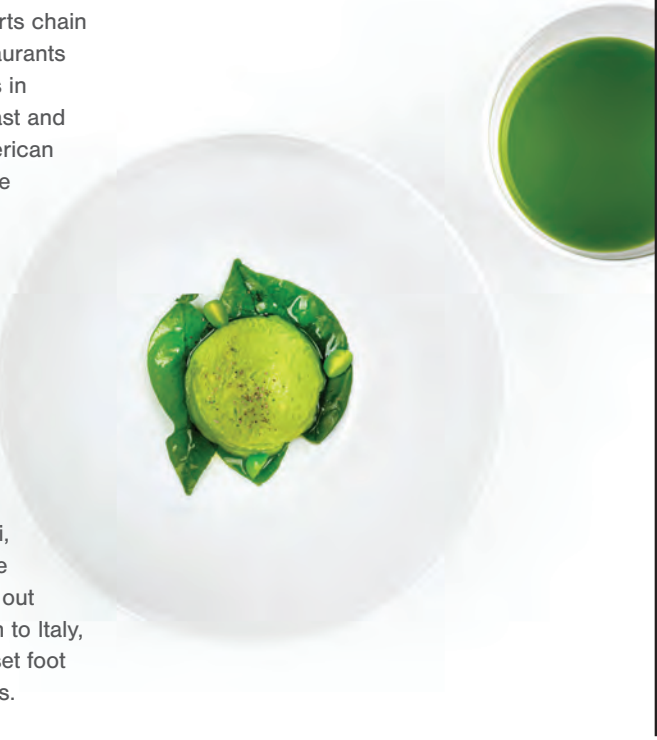 rts chain
aurants
s in
ast and
erican
e
i,
e
out
n to Italy,
set foot
s.